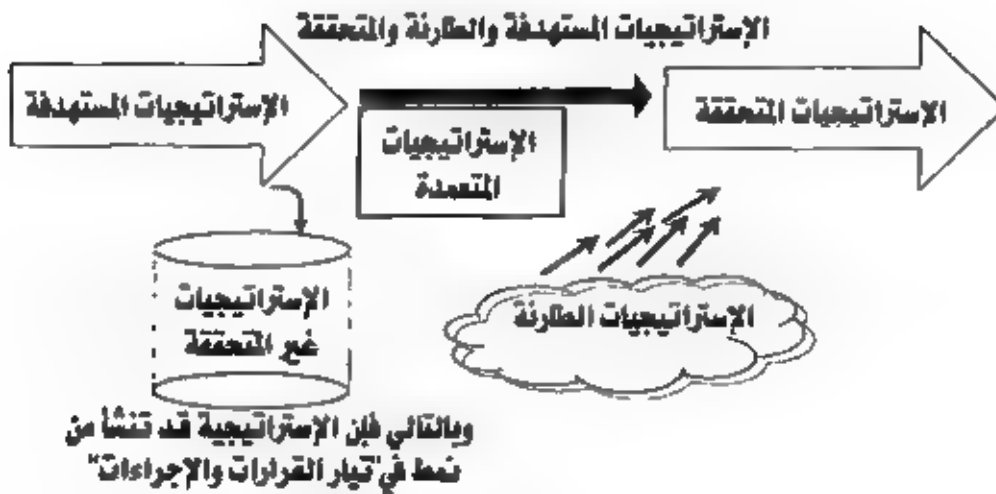 الإستراتيجيات المستهدفة والطارئة والمتحققة
الإستراتيجيات المستهدفة
الإستراتيجيات
المتعمدة
الإستراتيجيات المتحققة
الإستراتيجيات
غير المتحققة
الإستراتيجيات الطارئة
وبالتالي فإن الإستراتيجية قد تنشأ من
نمط في "تيار القرارات والإجراءات"